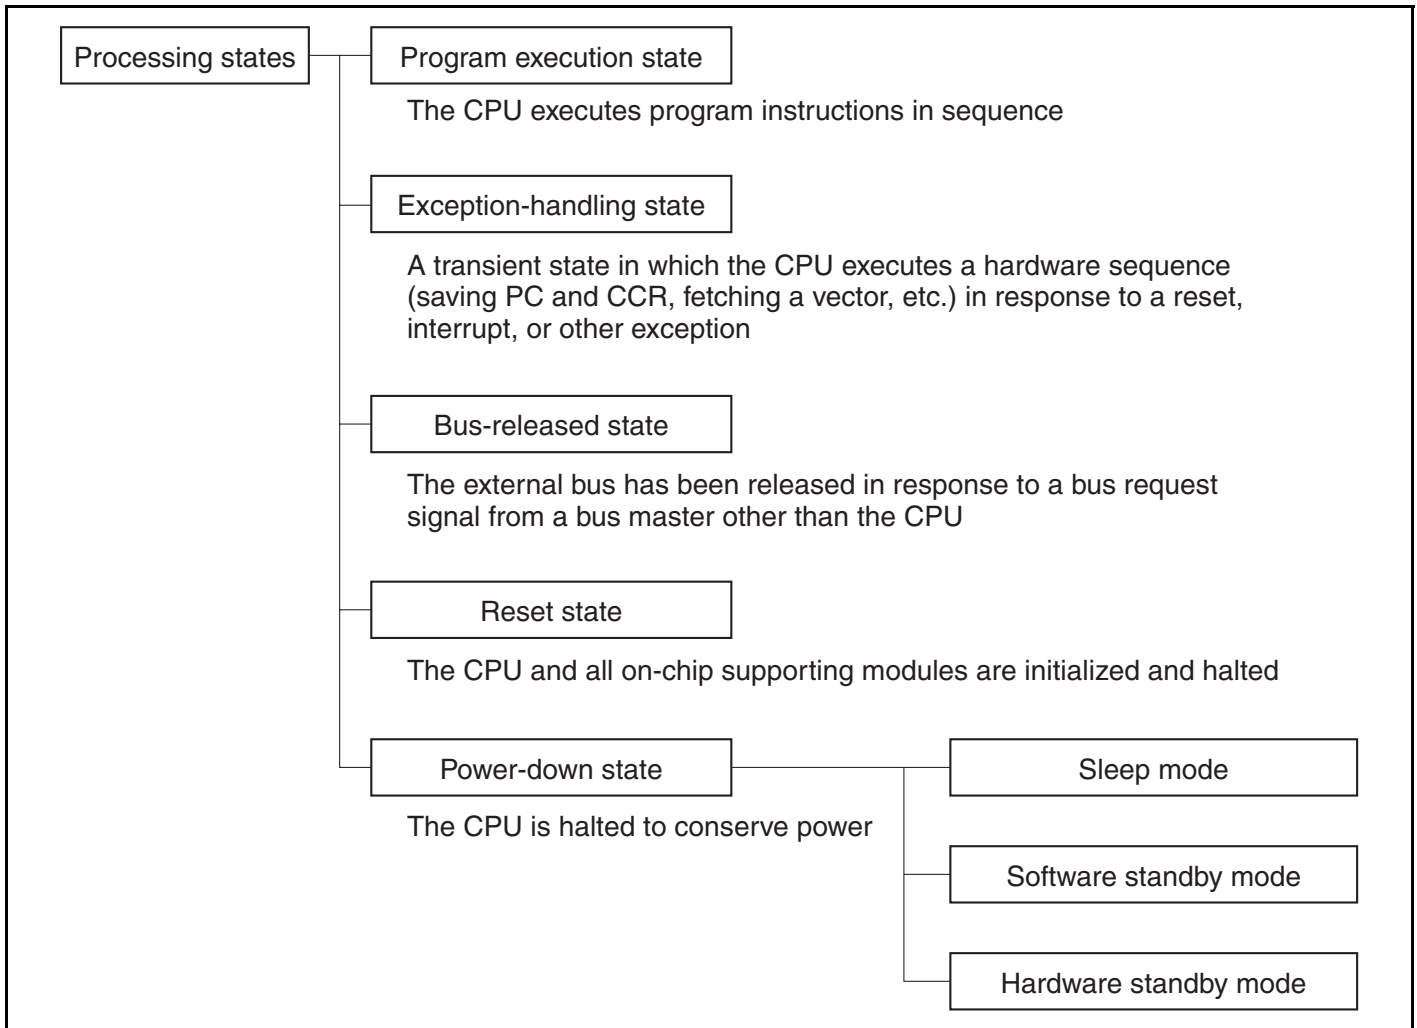 Processing states
Program execution state
The CPU executes program instructions in sequence
Exception-handling state
A transient state in which the CPU executes a hardware sequence
(saving PC and CCR, fetching a vector, etc.) in response to a reset,
interrupt, or other exception
Bus-released state
The external bus has been released in response to a bus request
signal from a bus master other than the CPU
Reset state
The CPU and all on-chip supporting modules are initialized and halted
Power-down state
The CPU is halted to conserve power
Sleep mode
Software standby mode
Hardware standby mode